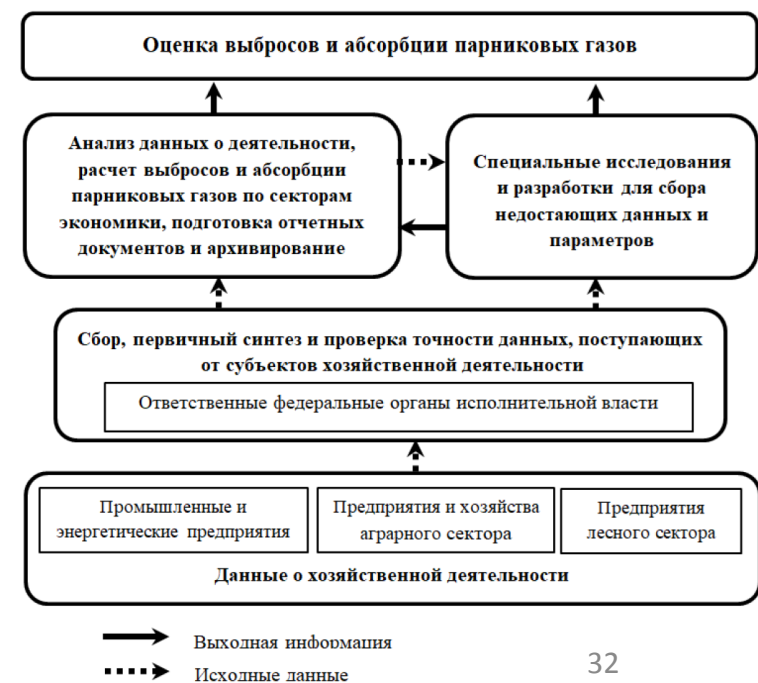 Оценка выбросов и абсорбции парниковых газов
Анализ данных о деятельности,
расчет выбросов и абсорбции
парниковых газов по секторам
экономики, подготовка отчетных
документов и архивирование
Специальные исследования
и разработки для сбора
недостающих данных и
параметров
Сбор, первичный синтез и проверка точности данных, поступающих
от субъектов хозяйственной деятельности
Ответственные федеральные органы исполнительной власти
Промышленные и
энергетические предприятия
Предприятия и хозяйства
аграрного сектора
Предприятия
лесного сектора
Данные о хозяйственной деятельности
Выходная информация
Исходные данные
32